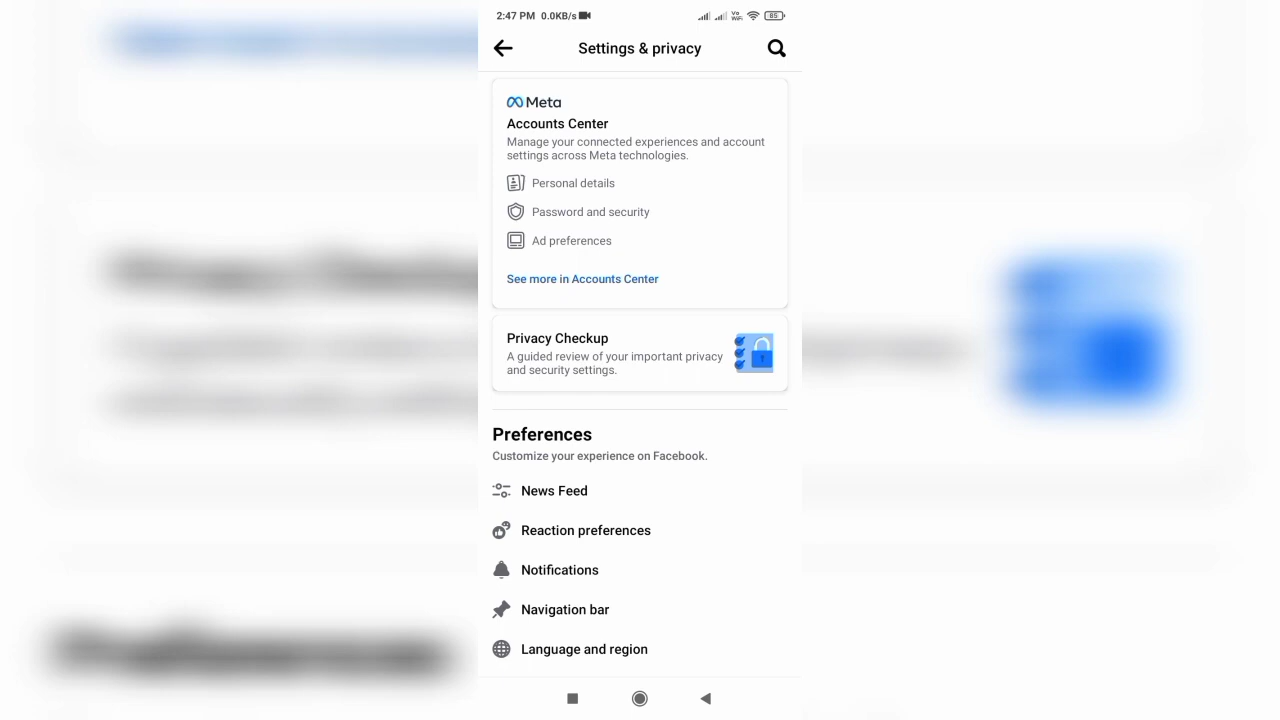 2:47 PM 0.0KB/s
Vo
WiFi
85
Settings & privacy
Meta
Accounts Center
Manage your connected experiences and account
settings across Meta technologies.
Personal details
Password and security
Ad preferences
See more in Accounts Center
Privacy Checkup
A guided review of your important privacy
and security settings.
Preferences
Customize your experience on Facebook.
News Feed
Reaction preferences
Notifications
Navigation bar
Language and region